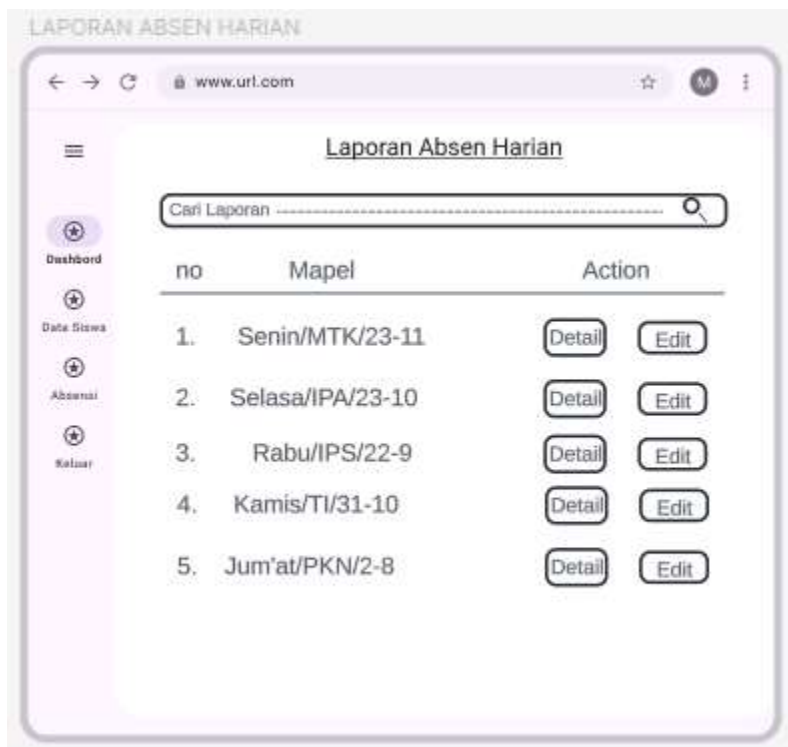 LAPORAN ABSEN HARIAN
www.url.com
M
Laporan Absen Harian
Cari Laporan
Dashbord
Data Siswa
Absensi
Keluar
no Mapel Action
1. Senin/MTK/23-11 Detail Edit
2. Selasa/IPA/23-10 Detail Edit
3. Rabu/IPS/22-9 Detail Edit
4. Kamis/TI/31-10 Detail Edit
5. Jum'at/PKN/2-8 Detail Edit